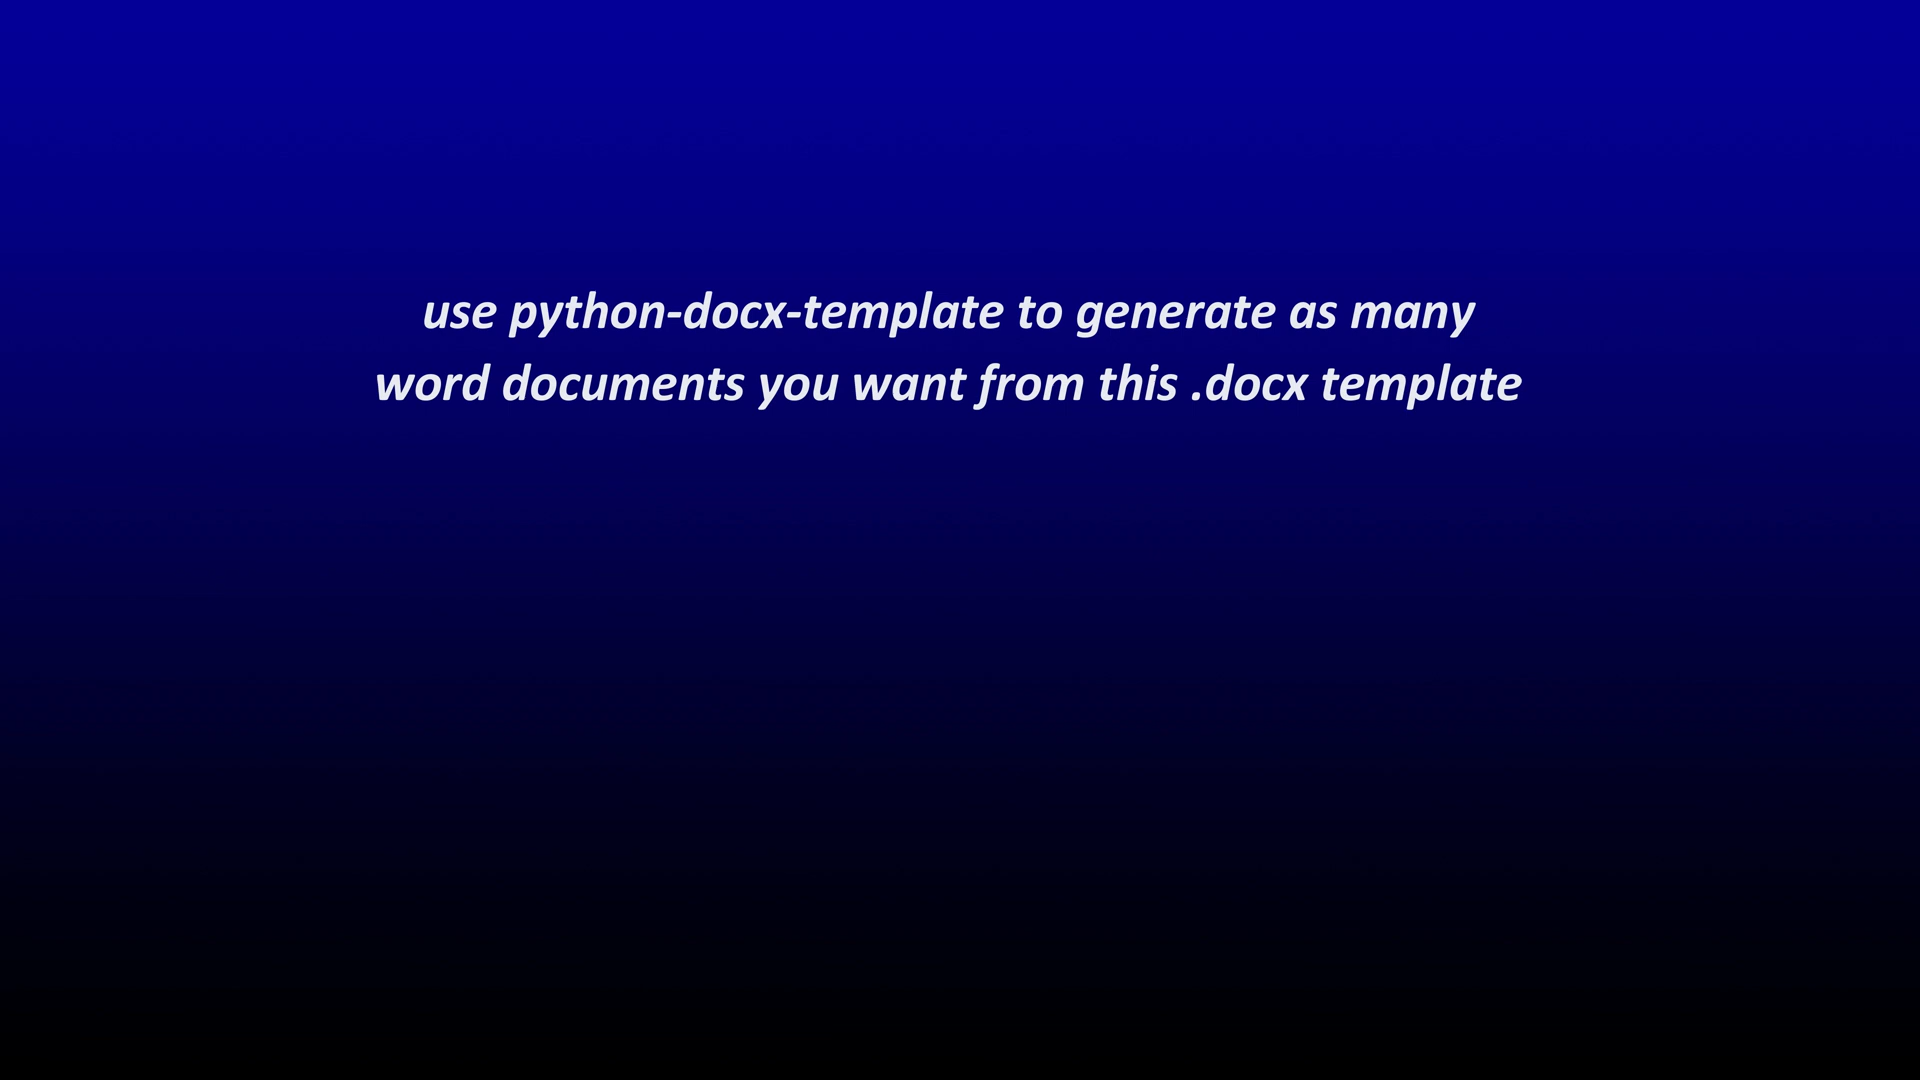 use python-docx-template to generate as many
word documents you want from this .docx template